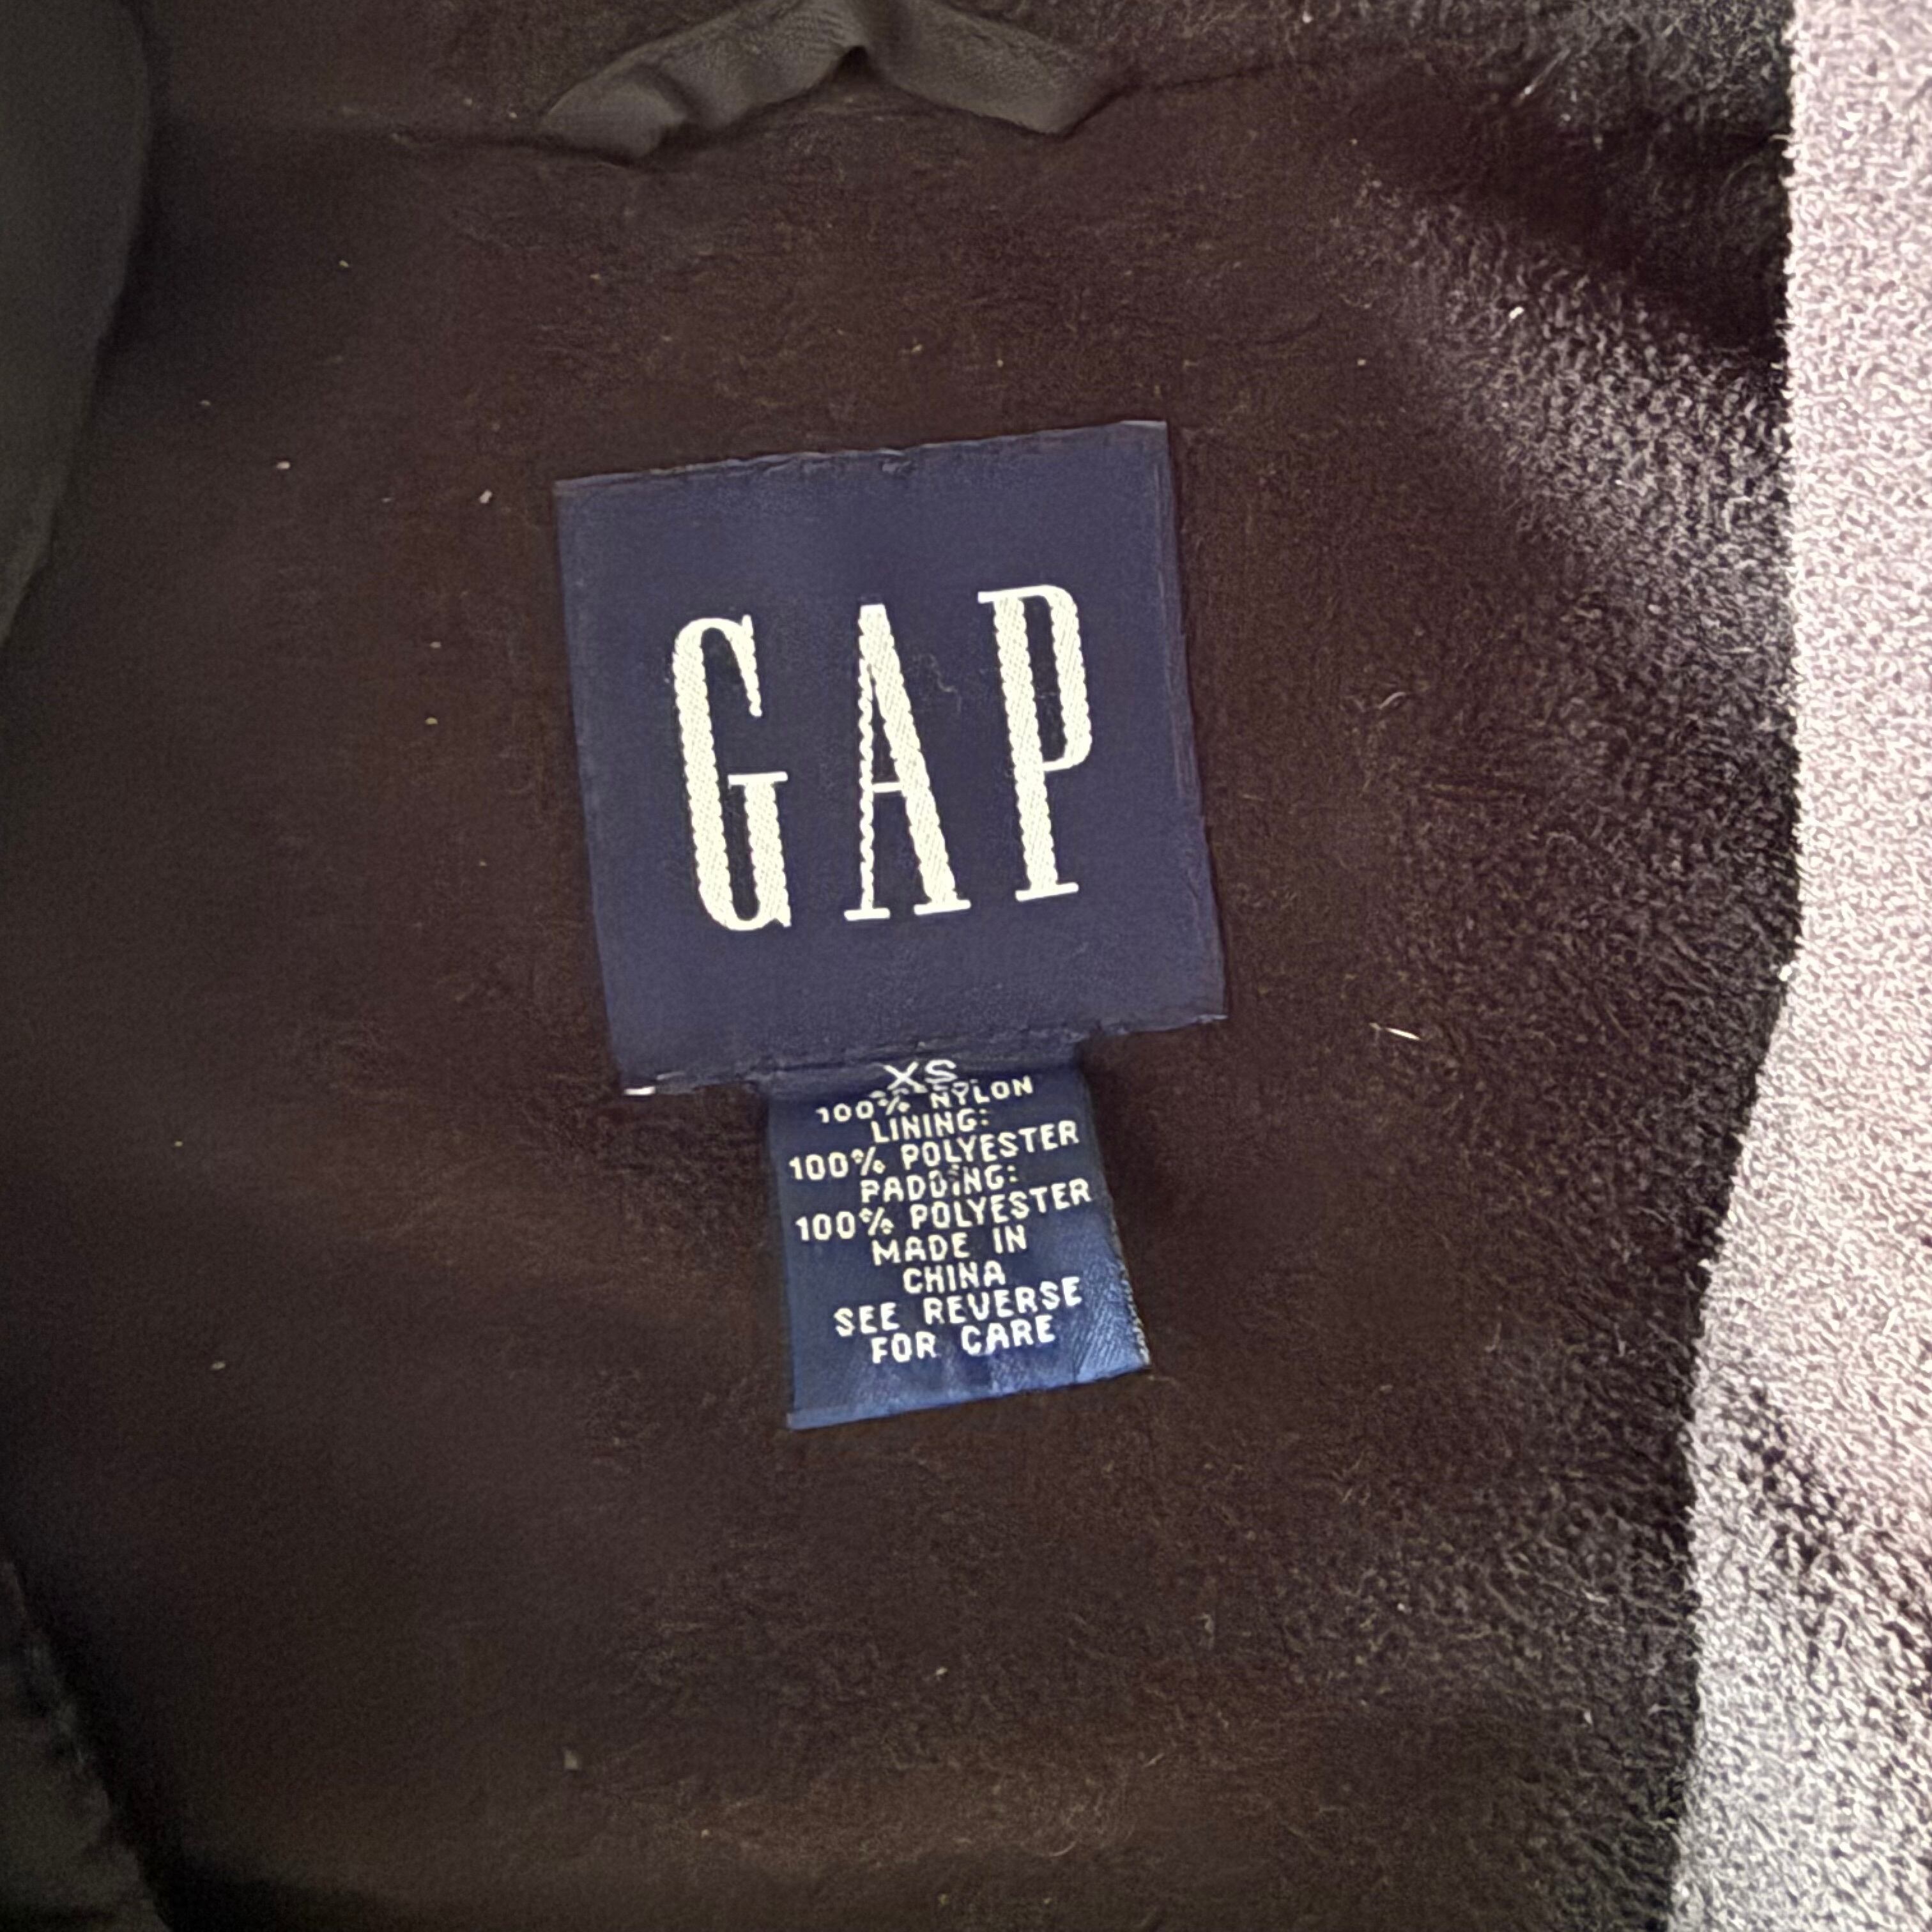 GAP
XS
100% NYLON
LINING:
100% POLYESTER
PADDING:
100% POLYESTER
MADE IN
CHINA
SEE REVERSE
FOR CARE